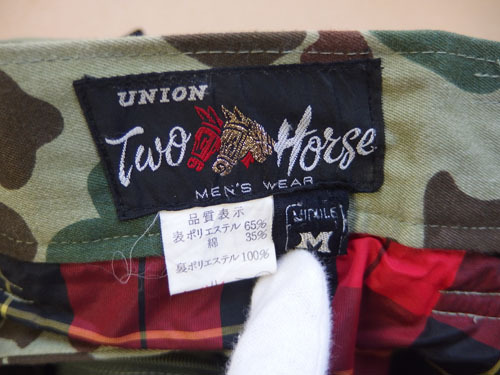 UNION
Two Horse
MEN'S WEAR
品質表示
表ポリエステル 65%
綿 35%
裏ポリエステル 100%
M